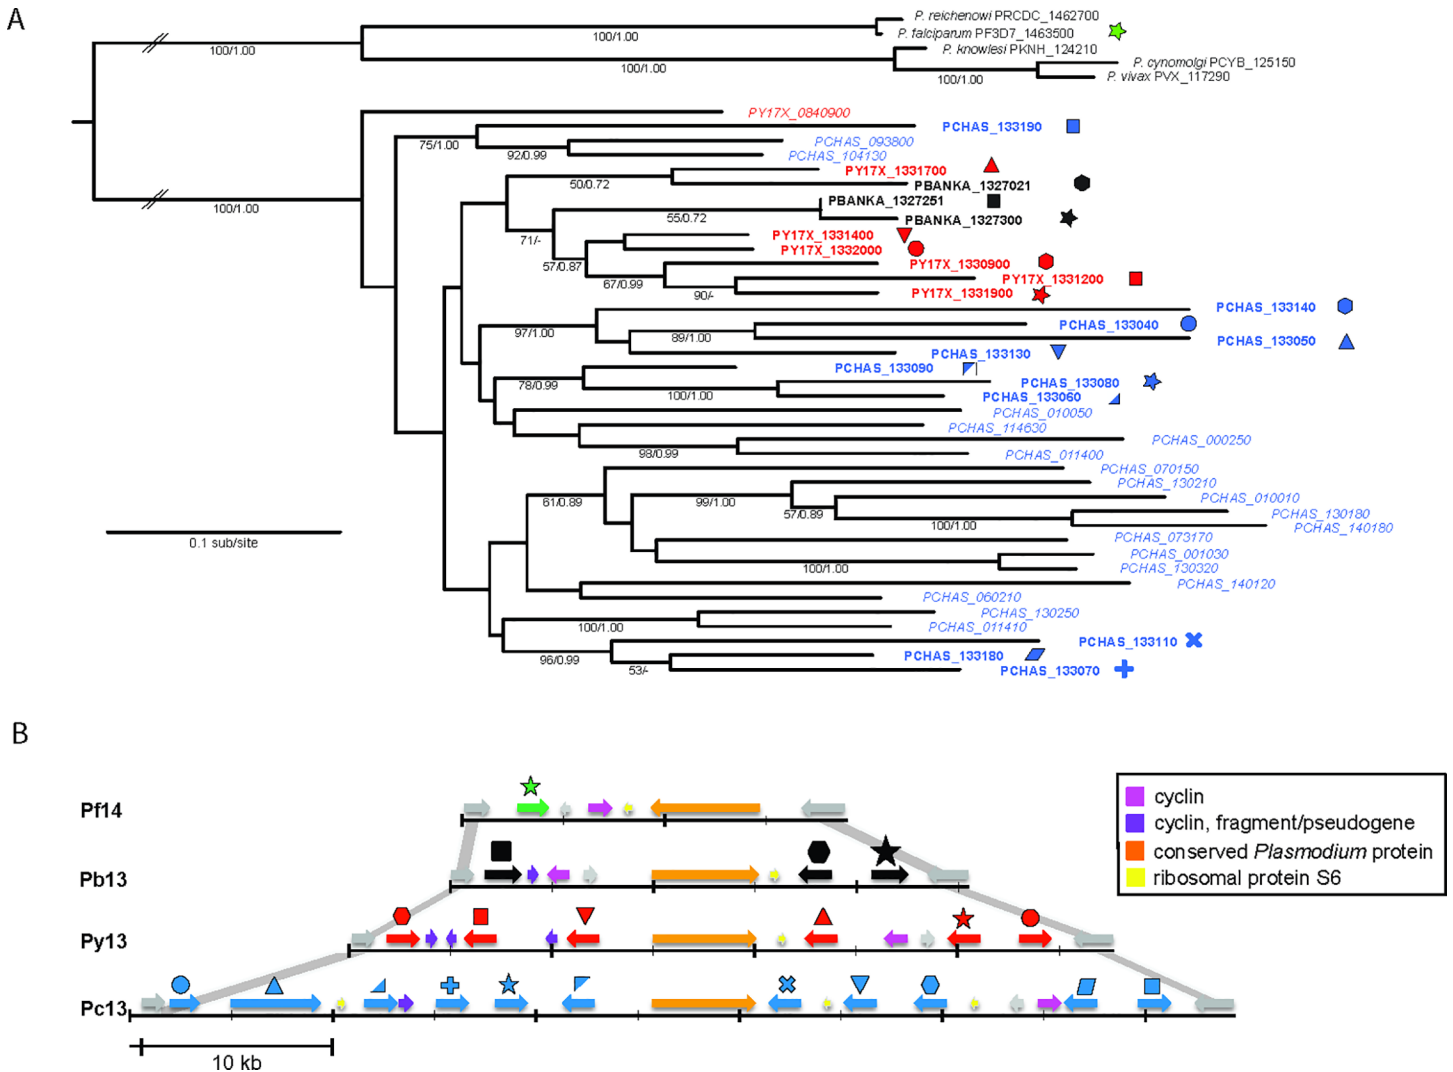 A
P. reichenowi PRCDC_1462700
P. falciparum PF3D7_1463500
100/1.00
100/1.00
P. knowlesi PKNH_124210
P. cynomolgi PCYB_125150
100/1.00
100/1.00
P. vivax PVX_117290
PY17X_0840900
PCHAS_133190
75/1.00
PCHAS_093800
92/0.99
PCHAS_104130
PY17X_1331700
50/0.72
PBANKA_1327021
PBANKA_1327251
100/1.00
55/0.72
PBANKA_1327300
71/-
PY17X_1331400
PY17X_1332000
57/0.87
PY17X_1330900
67/0.99
PY17X_1331200
90/-
PY17X_1331900
PCHAS_133140
97/1.00
PCHAS_133040
89/1.00
PCHAS_133050
PCHAS_133130
PCHAS_133090
78/0.99
PCHAS_133080
100/1.00
PCHAS_133060
PCHAS_010050
PCHAS_114630
PCHAS_000250
98/0.99
PCHAS_011400
PCHAS_070150
PCHAS_130210
61/0.89
99/1.00
PCHAS_010010
57/0.89
PCHAS_130180
100/1.00
PCHAS_140180
0.1 sub/site
PCHAS_073170
PCHAS_001030
100/1.00
PCHAS_130320
PCHAS_140120
PCHAS_060210
PCHAS_130250
100/1.00
PCHAS_011410
PCHAS_133110
96/0.99
PCHAS_133180
53/-
PCHAS_133070
B
Pf14
Pb13
Py13
Pc13
10 kb
cyclin
cyclin, fragment/pseudogene
conserved Plasmodium protein
ribosomal protein S6